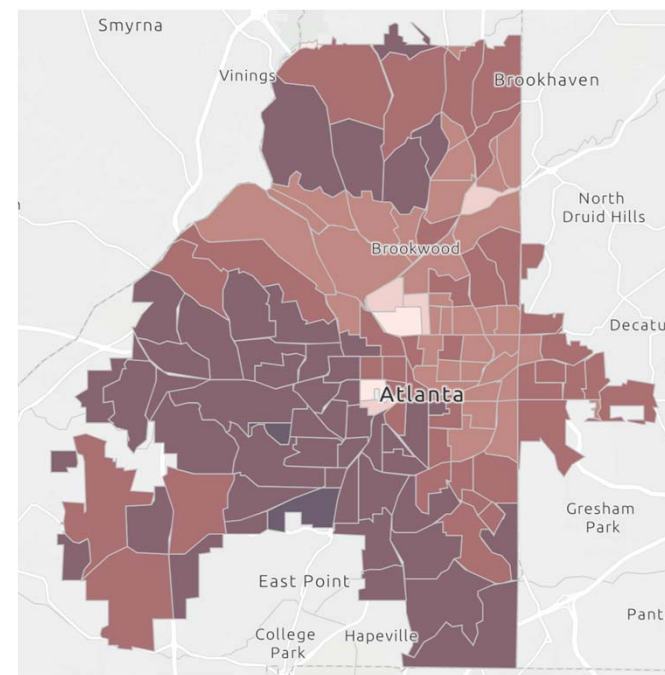 Smyrna
Vinings
Brookhaven
North
Druid Hills
Brookwood
Decatu
Atlanta
Gresham
Park
East Point
Pant
College
Park
Hapeville